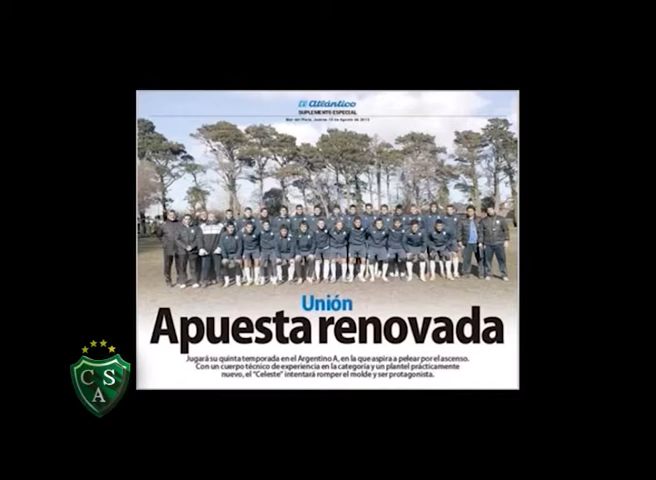 El Atlántico
SUPLEMENTO ESPECIAL
Unión
Apuesta renovada
Jugará su quinta temporada en el Argentino A, en la que aspira a pelear por el ascenso.
Con un cuerpo técnico de experiencia en la categoría y un plantel prácticamente
nuevo, el "Celeste" intentará romper el molde y ser protagonista.
C S
A